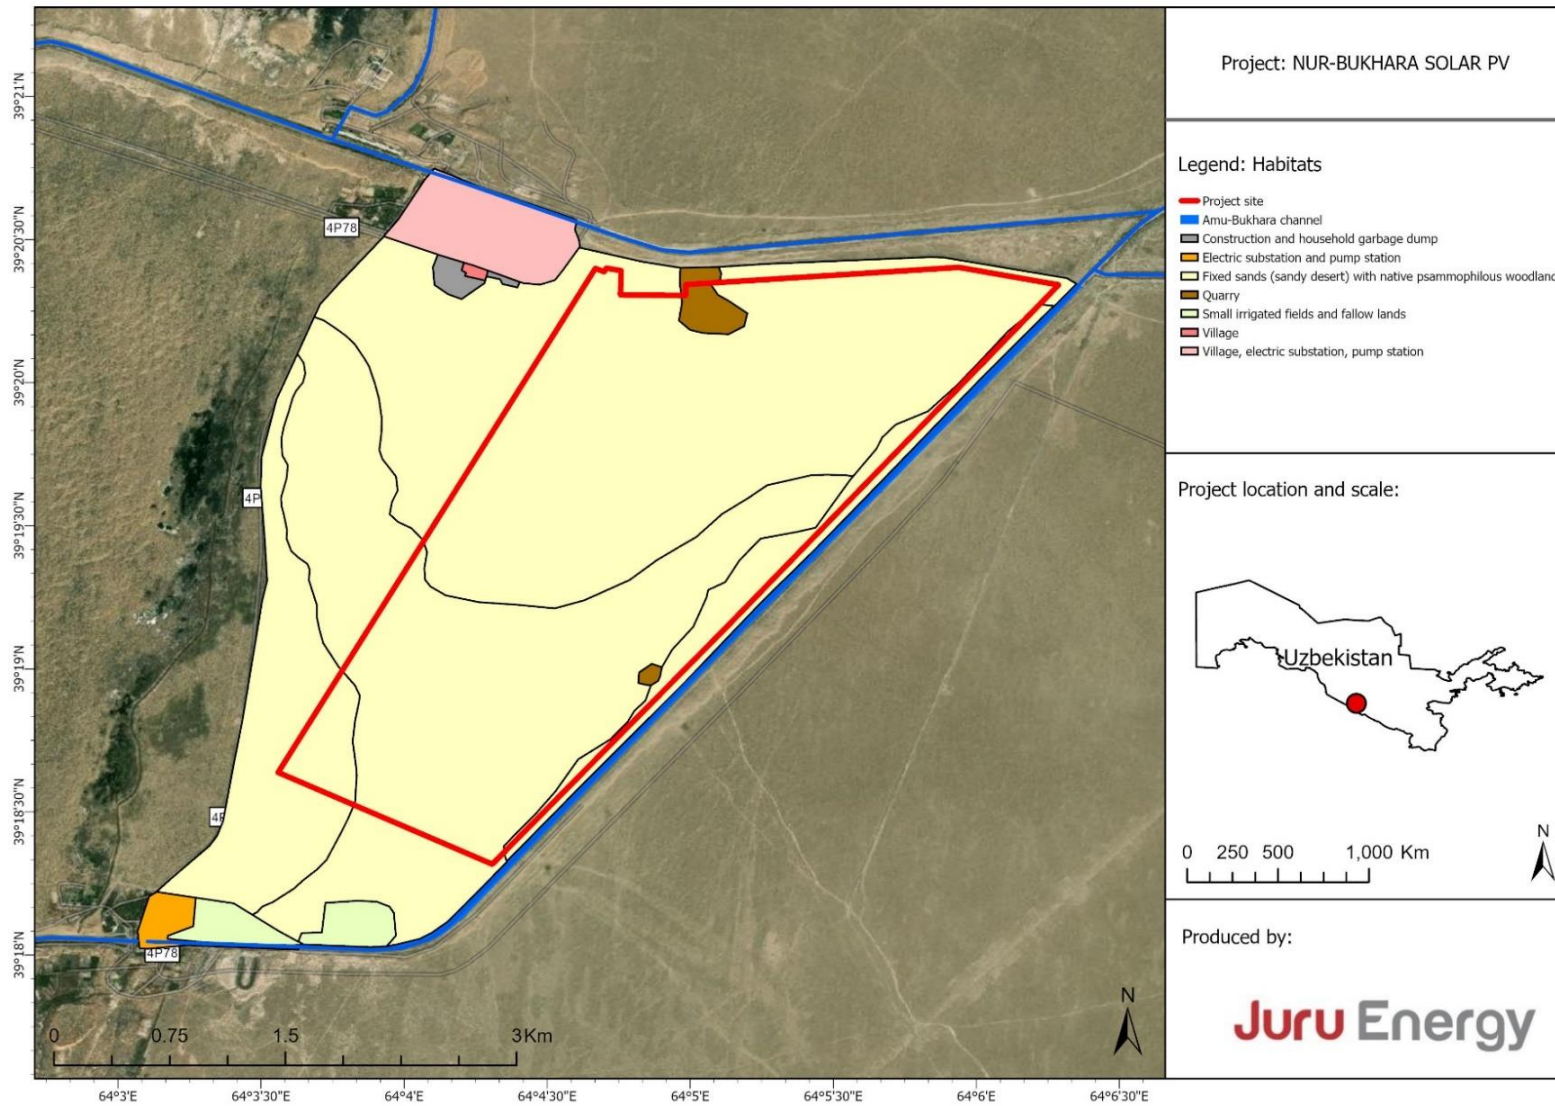 Project: NUR-BUKHARA SOLAR PV
Legend: Habitats
Project site
Amu-Bukhara channel
Construction and household garbage dump
Electric substation and pump station
Fixed sands (sandy desert) with native psammophilous woodland
Quarry
Small irrigated fields and fallow lands
Village
Village, electric substation, pump station
Project location and scale:
Uzbekistan
0 250 500 1,000 Km
N
Produced by:
Juru Energy
39°21'N
39°20'30"N
39°20'N
39°19'30"N
39°19'N
39°18'30"N
39°18'N
4P78
4P
4P
4P78
0 0.75 1.5 3Km
N
64°3'E 64°3'30"E 64°4'E 64°4'30"E 64°5'E 64°5'30"E 64°6'E 64°6'30"E